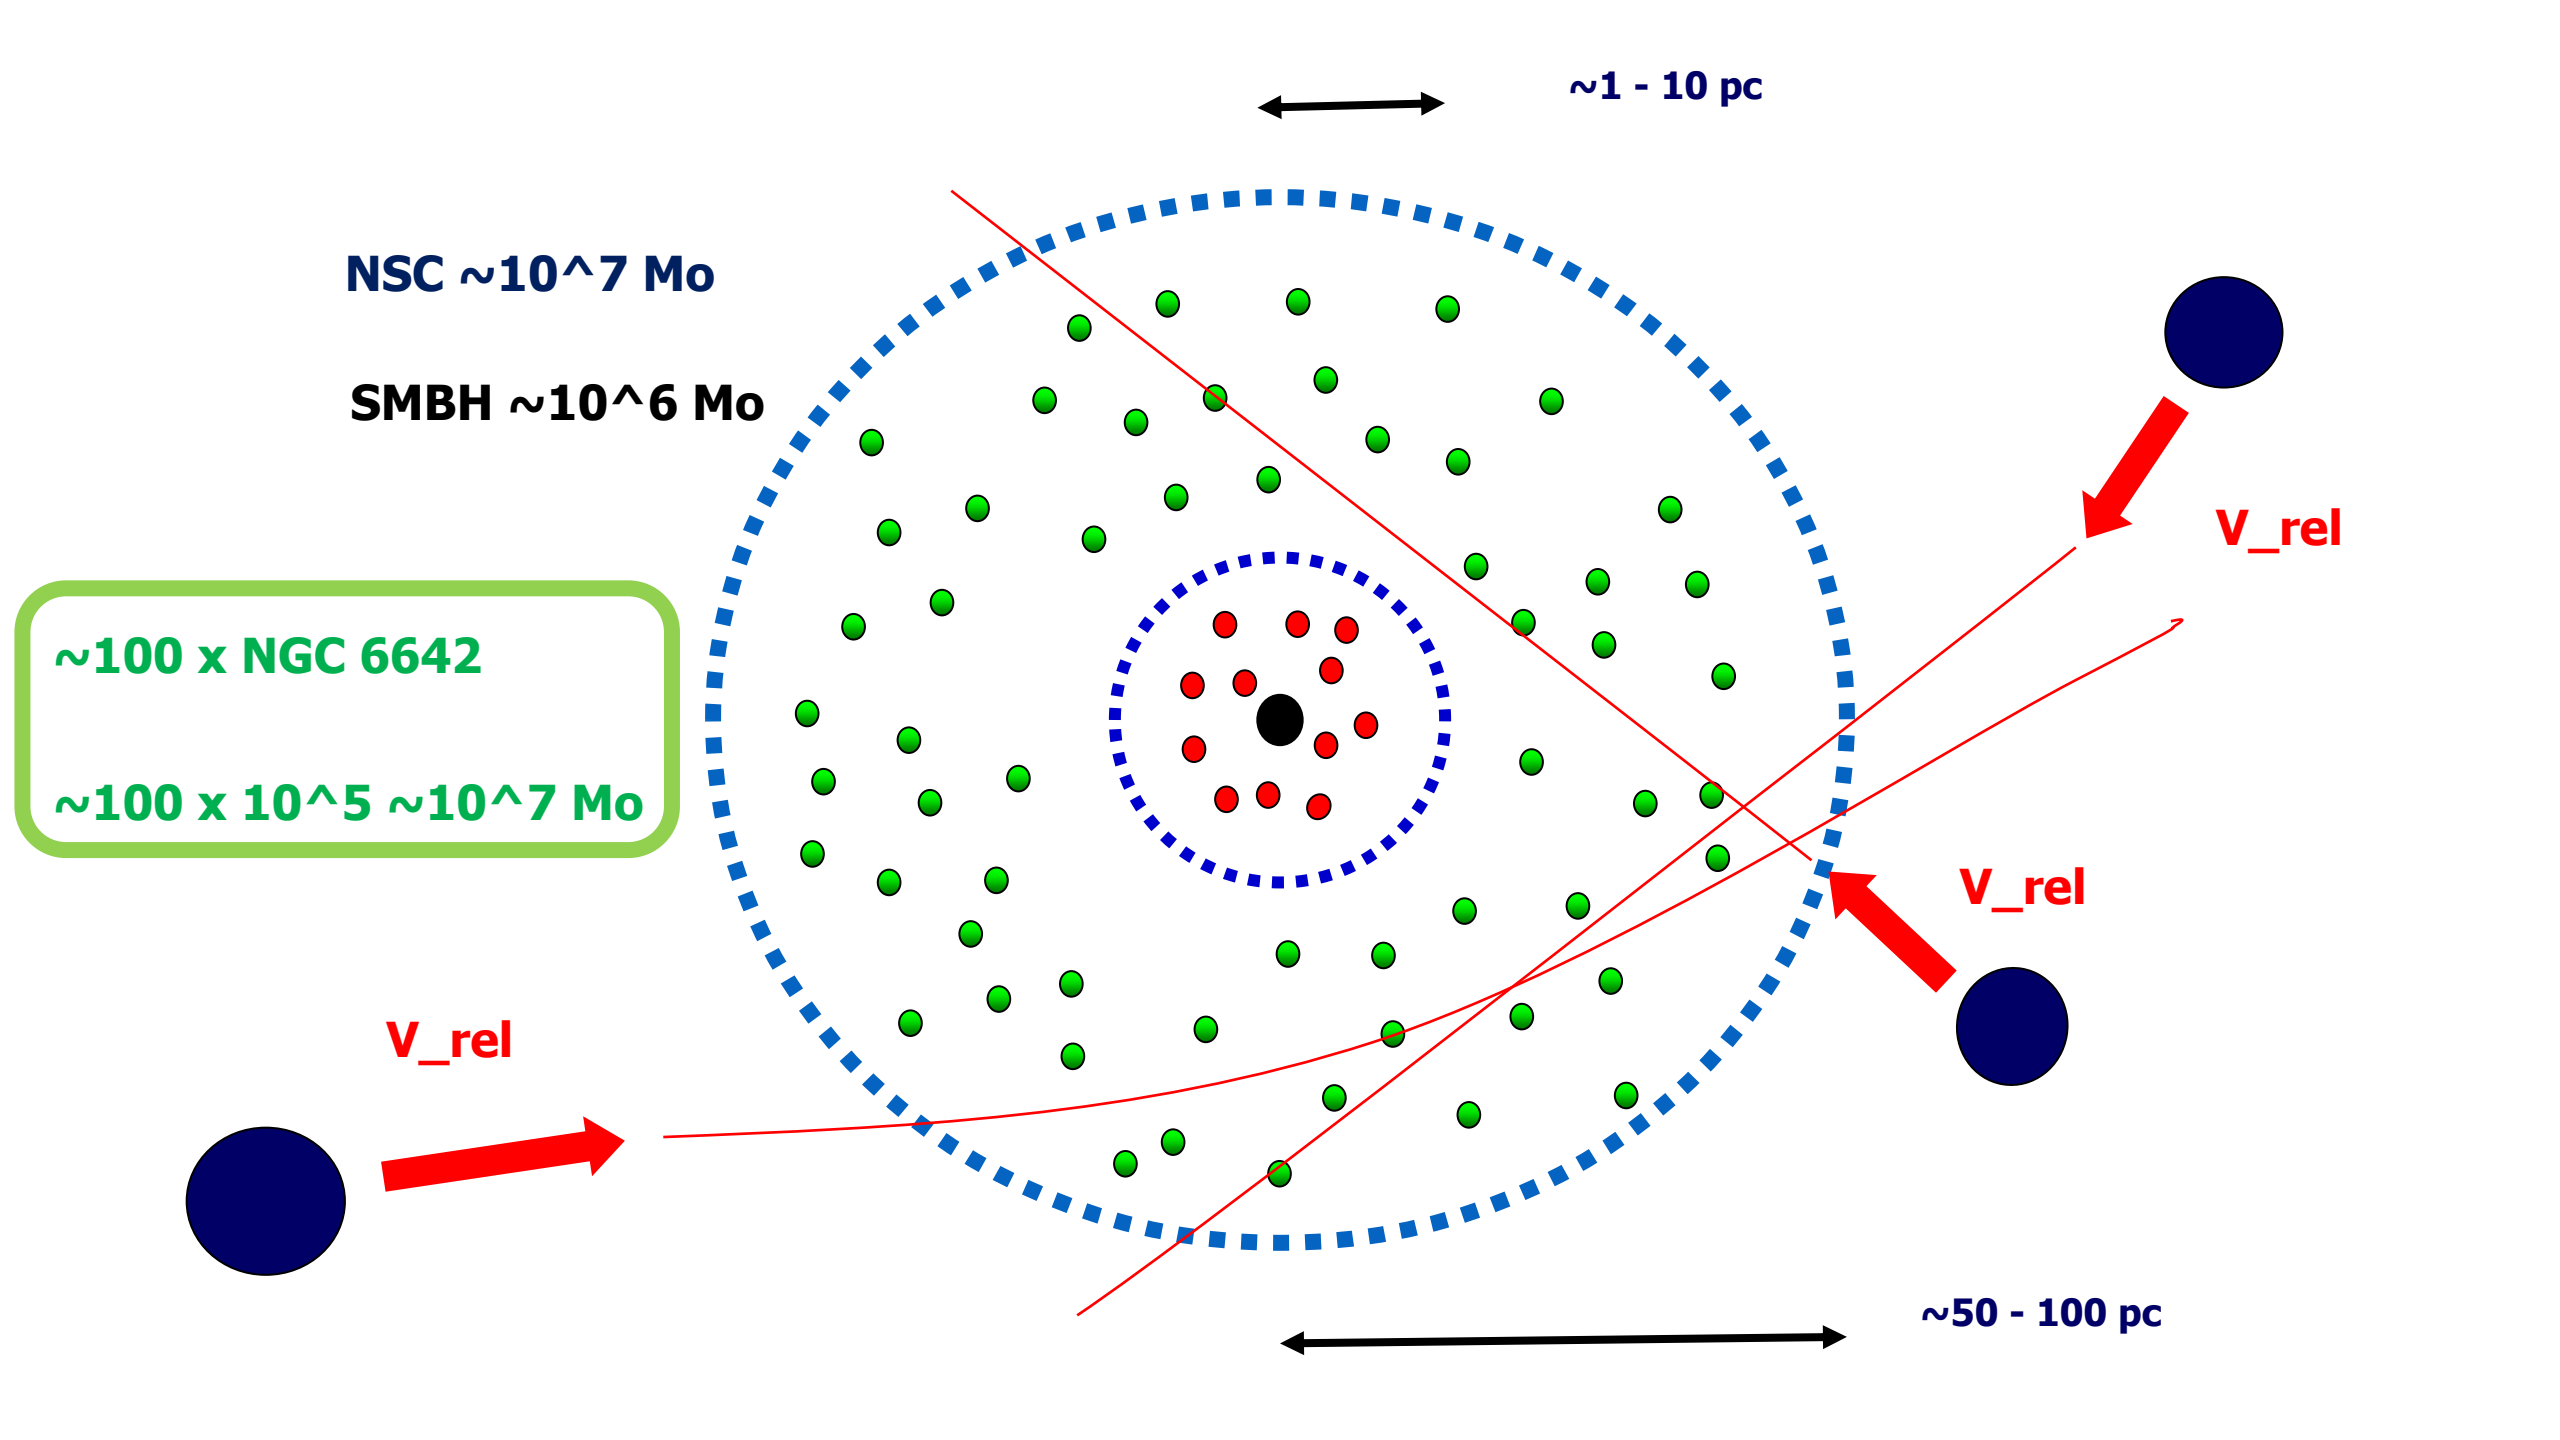 ~1 - 10 pc
NSC ~10^7 Mo
SMBH ~10^6 Mo
V_rel
~100 x NGC 6642
~100 x 10^5 ~10^7 Mo
V_rel
V_rel
~50 - 100 pc